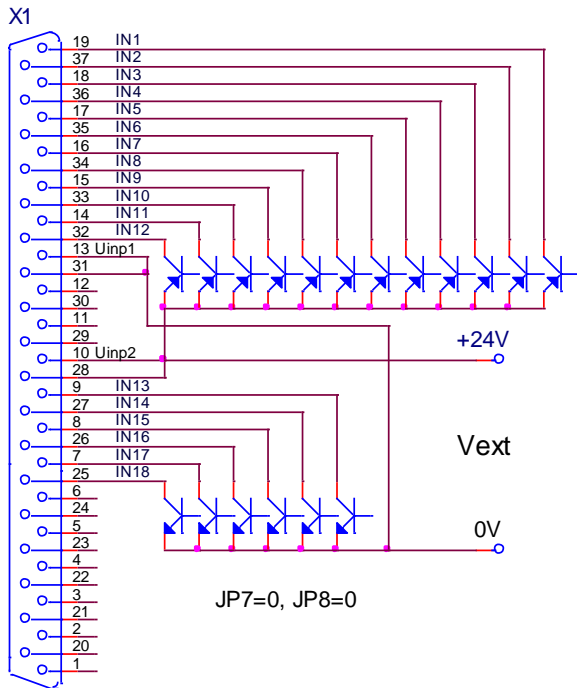 X1
19 IN1
37 IN2
18 IN3
36 IN4
17 IN5
35 IN6
16 IN7
34 IN8
15 IN9
33 IN10
14 IN11
32 IN12
13 Uinp1
31
12
30
11
29
+24V
10 Uinp2
28
9 IN13
27 IN14
8 IN15
26 IN16
7 IN17
25 IN18
Vext
6
24
5
23
0V
4
22
3
21
2
20
1
JP7=0, JP8=0